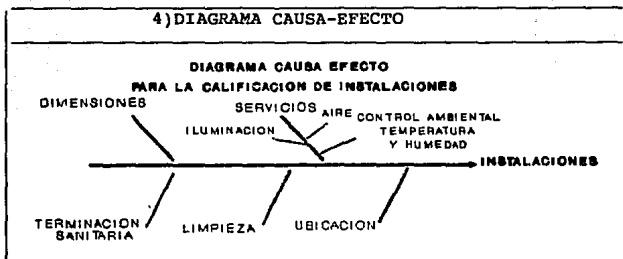 4)DIAGRAMA CAUSA-EFECTO
DIAGRAMA CAUSA EFECTO
PARA LA CALIFICACION DE INSTALACIONES
DIMENSIONES
SERVICIOS
AIRE
CONTROL AMBIENTAL
TEMPERATURA
Y HUMEDAD
ILUMINACION
INSTALACIONES
TERMINACION
SANITARIA
LIMPIEZA
UBICACION